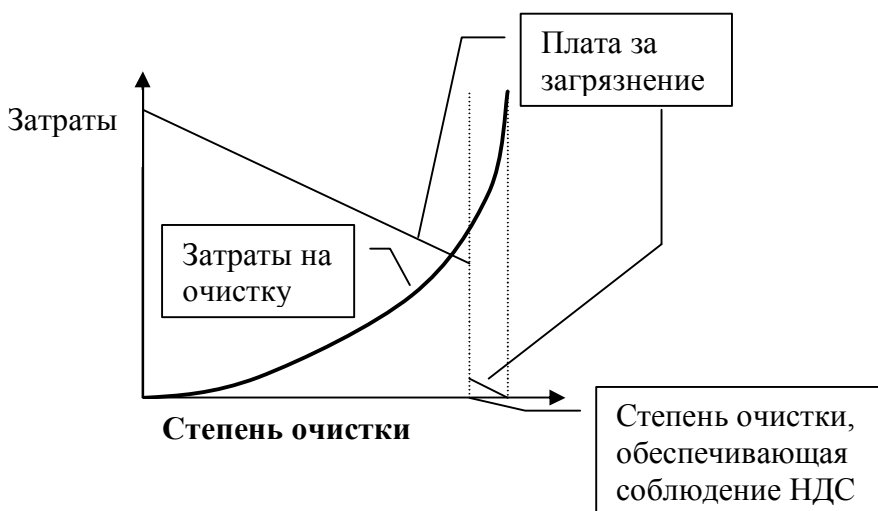 Плата за
загрязнение
Затраты
Затраты на
очистку
Степень очистки
Степень очистки,
обеспечивающая
соблюдение НДС